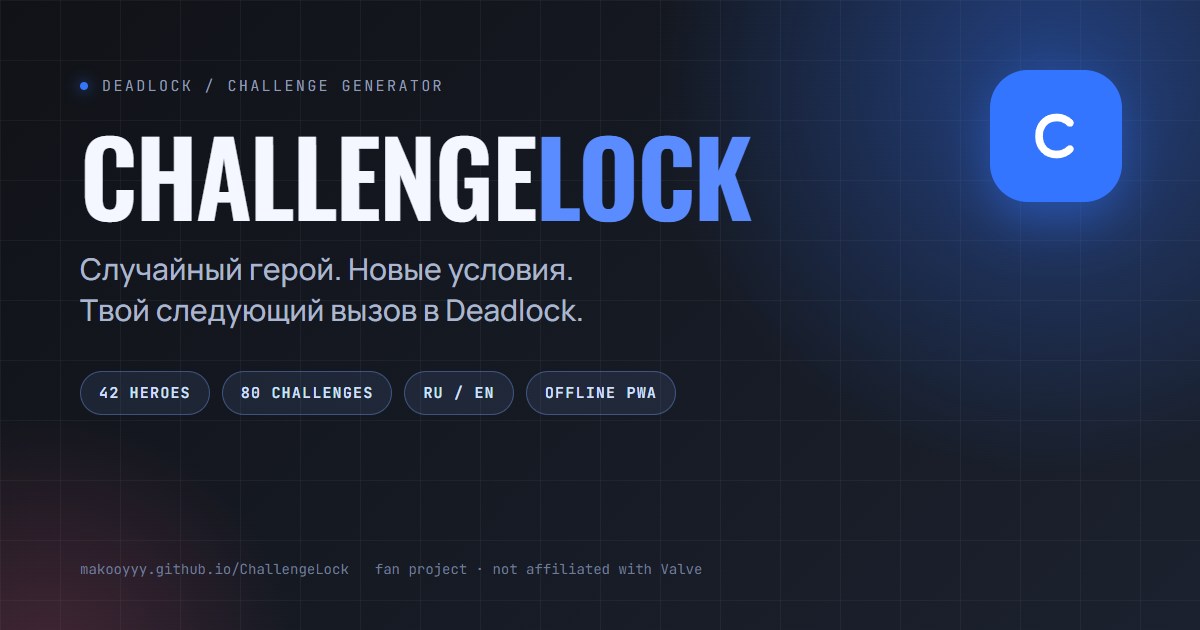 DEADLOCK / CHALLENGE GENERATOR
C
CHALLENGELOCK
Случайный герой. Новые условия.
Твой следующий вызов в Deadlock.
42 HEROES 80 CHALLENGES RU / EN OFFLINE PWA
makooyyy.github.io/ChallengeLock fan project · not affiliated with Valve